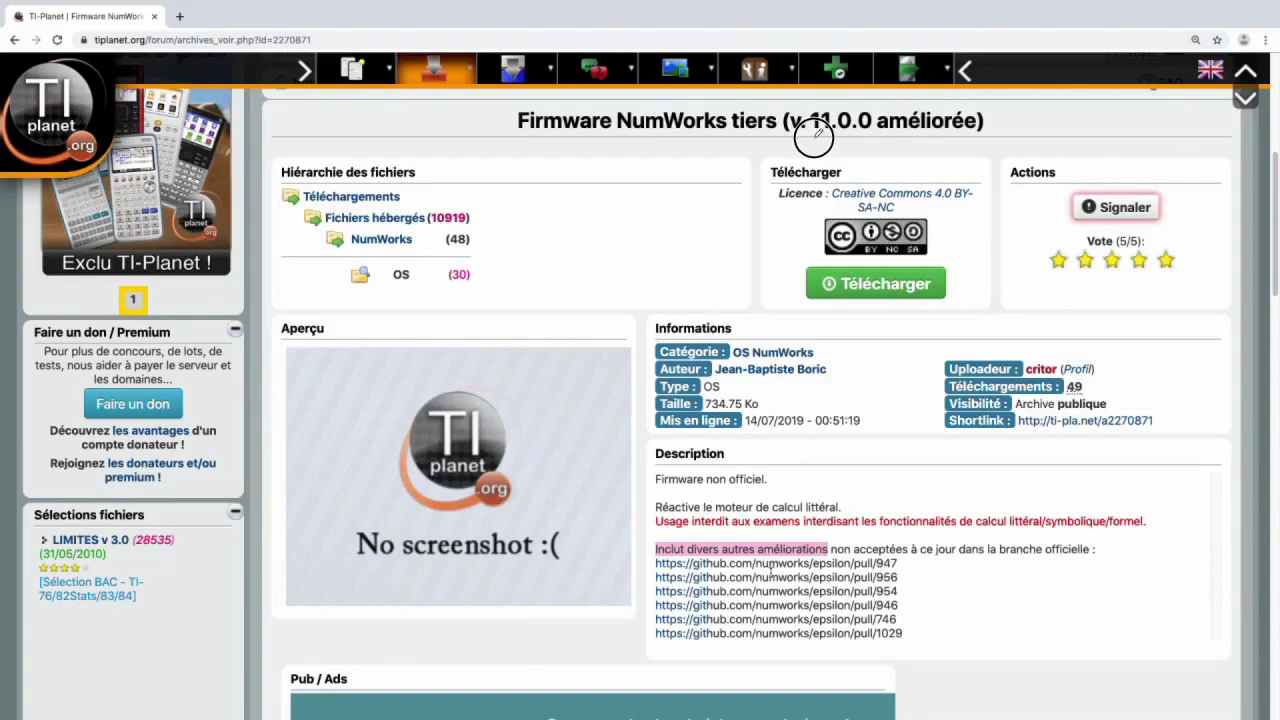 TI-Planet | Firmware NumWork
tiplanet.org/forum/archives_voir.php?id=2270871
TI
planet
.org
Exclu TI-Planet !
1
Faire un don / Premium
Pour plus de concours, de lots, de
tests, nous aider à payer le serveur et
les domaines...
Faire un don
Découvrez les avantages d'un
compte donateur !
Rejoignez les donateurs et/ou
premium !
Sélections fichiers
LIMITES v 3.0 (28535)
(31/05/2010)
[Sélection BAC - TI-
76/82Stats/83/84]
Firmware NumWorks tiers (v. 11.0.0 améliorée)
Hiérarchie des fichiers
Téléchargements
Fichiers hébergés (10919)
NumWorks (48)
OS (30)
Télécharger
Licence : Creative Commons 4.0 BY-
SA-NC
CC BY NC SA
Télécharger
Actions
Signaler
Vote (5/5):
Aperçu
TI
planet
.org
No screenshot :(
Informations
Catégorie : OS NumWorks
Auteur : Jean-Baptiste Boric
Type : OS
Taille : 734.75 Ko
Mis en ligne : 14/07/2019 - 00:51:19
Uploadeur : critor (Profil)
Téléchargements : 49
Visibilité : Archive publique
Shortlink : http://ti-pla.net/a2270871
Description
Firmware non officiel.
Réactive le moteur de calcul littéral.
Usage interdit aux examens interdisant les fonctionnalités de calcul littéral/symbolique/formel.
Inclut divers autres améliorations non acceptées à ce jour dans la branche officielle :
https://github.com/numworks/epsilon/pull/947
https://github.com/numworks/epsilon/pull/956
https://github.com/numworks/epsilon/pull/954
https://github.com/numworks/epsilon/pull/946
https://github.com/numworks/epsilon/pull/746
https://github.com/numworks/epsilon/pull/1029
Pub / Ads